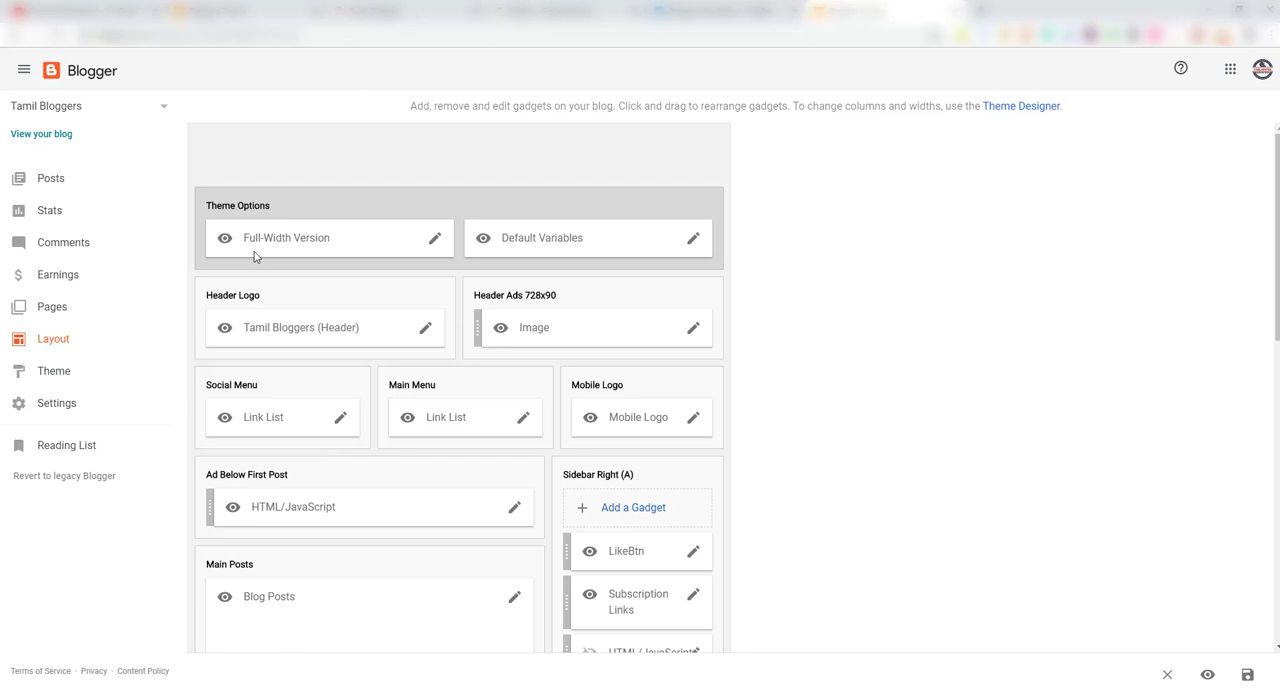 Blogger
Tamil Bloggers
Add, remove and edit gadgets on your blog. Click and drag to rearrange gadgets. To change columns and widths, use the Theme Designer.
View your blog
Posts
Stats
Comments
Earnings
Pages
Layout
Theme
Settings
Reading List
Revert to legacy Blogger
Theme Options
Full-Width Version
Default Variables
Header Logo
Tamil Bloggers (Header)
Header Ads 728x90
Image
Social Menu
Link List
Main Menu
Link List
Mobile Logo
Mobile Logo
Ad Below First Post
HTML/JavaScript
Sidebar Right (A)
Add a Gadget
LikeBtn
Subscription
Links
HTML/JavaScript
Main Posts
Blog Posts
Terms of Service · Privacy · Content Policy